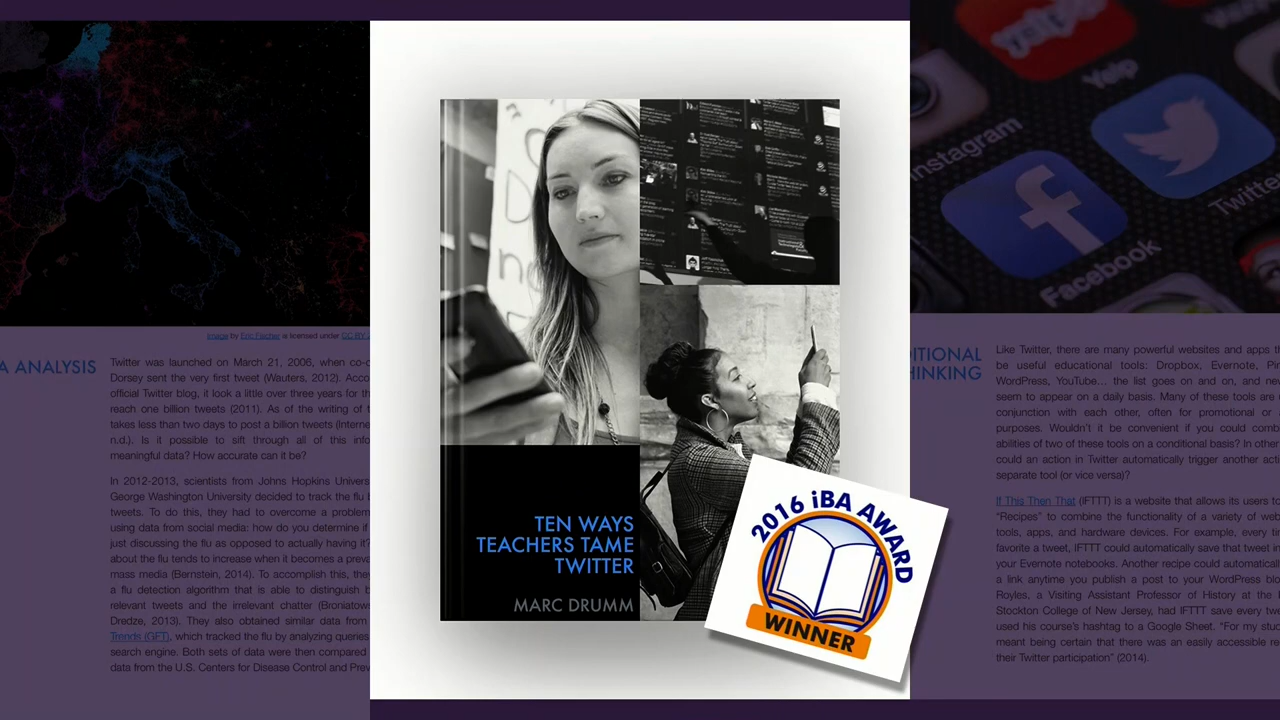 Image by Eric Fischer is licensed under CC-BY
A ANALYSIS
Twitter was launched on March 21, 2006, when co-
Dorsey sent the very first tweet (Wauters, 2012). Acco
official Twitter blog, it took a little over three years for th
reach one billion tweets (2011). As of the writing of t
takes less than two days to post a billion tweets (Interne
n.d.). Is it possible to sift through all of this info
meaningful data? How accurate can it be?
In 2012-2013, scientists from Johns Hopkins Univers
George Washington University decided to track the flu
tweets. To do this, they had to overcome a problem
using data from social media: how do you determine if
just discussing the flu as opposed to actually having it?
about the flu tends to increase when it becomes a preva
mass media (Bernstein, 2014). To accomplish this, they
a flu detection algorithm that is able to distinguish b
relevant tweets and the irrelevant chatter (Broniatow
Dredze, 2013). They also obtained similar data from
Trends (GFT), which tracked the flu by analyzing queries
search engine. Both sets of data were then compared
data from the U.S. Centers for Disease Control and Prev
TEN WAYS
TEACHERS TAME
TWITTER
MARC DRUMM
2016 iBA AWARD
WINNER
Yelp
Instagram
Facebook
Twitte
DITIONAL
HINKING
Like Twitter, there are many powerful websites and apps th
be useful educational tools: Dropbox, Evernote, Pin
WordPress, YouTube... the list goes on and on, and new
seem to appear on a daily basis. Many of these tools are
conjunction with each other, often for promotional or
purposes. Wouldn't it be convenient if you could comb
abilities of two of these tools on a conditional basis? In other
could an action in Twitter automatically trigger another acti
separate tool (or vice versa)?
If This Then That (IFTTT) is a website that allows its users to
"Recipes" to combine the functionality of a variety of web
tools, apps, and hardware devices. For example, every tim
favorite a tweet, IFTTT could automatically save that tweet in
your Evernote notebooks. Another recipe could automatically
a link anytime you publish a post to your WordPress blo
Royles, a Visiting Assistant Professor of History at the
Stockton College of New Jersey, had IFTTT save every twe
used his course's hashtag to a Google Sheet. "For my stud
meant being certain that there was an easily accessible re
their Twitter participation" (2014).